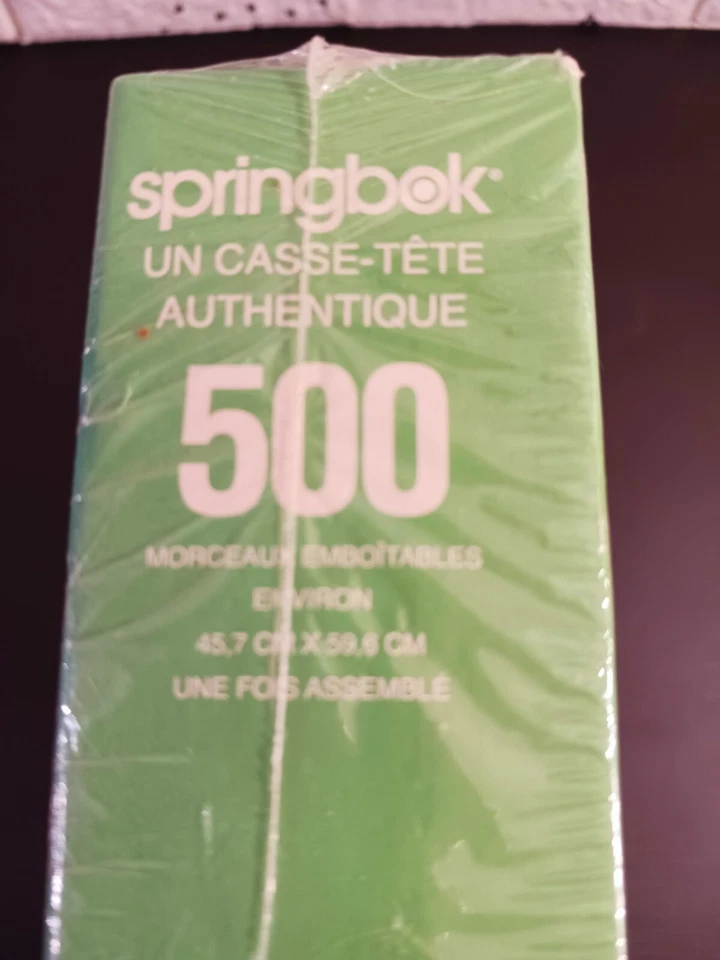 springbok
UN CASSE-TÊTE
AUTHENTIQUE
500
MORCEAUX EMBOÎTABLES
ENVIRON
45,7 CM X 59,6 CM
UNE FOIS ASSEMBLÉ